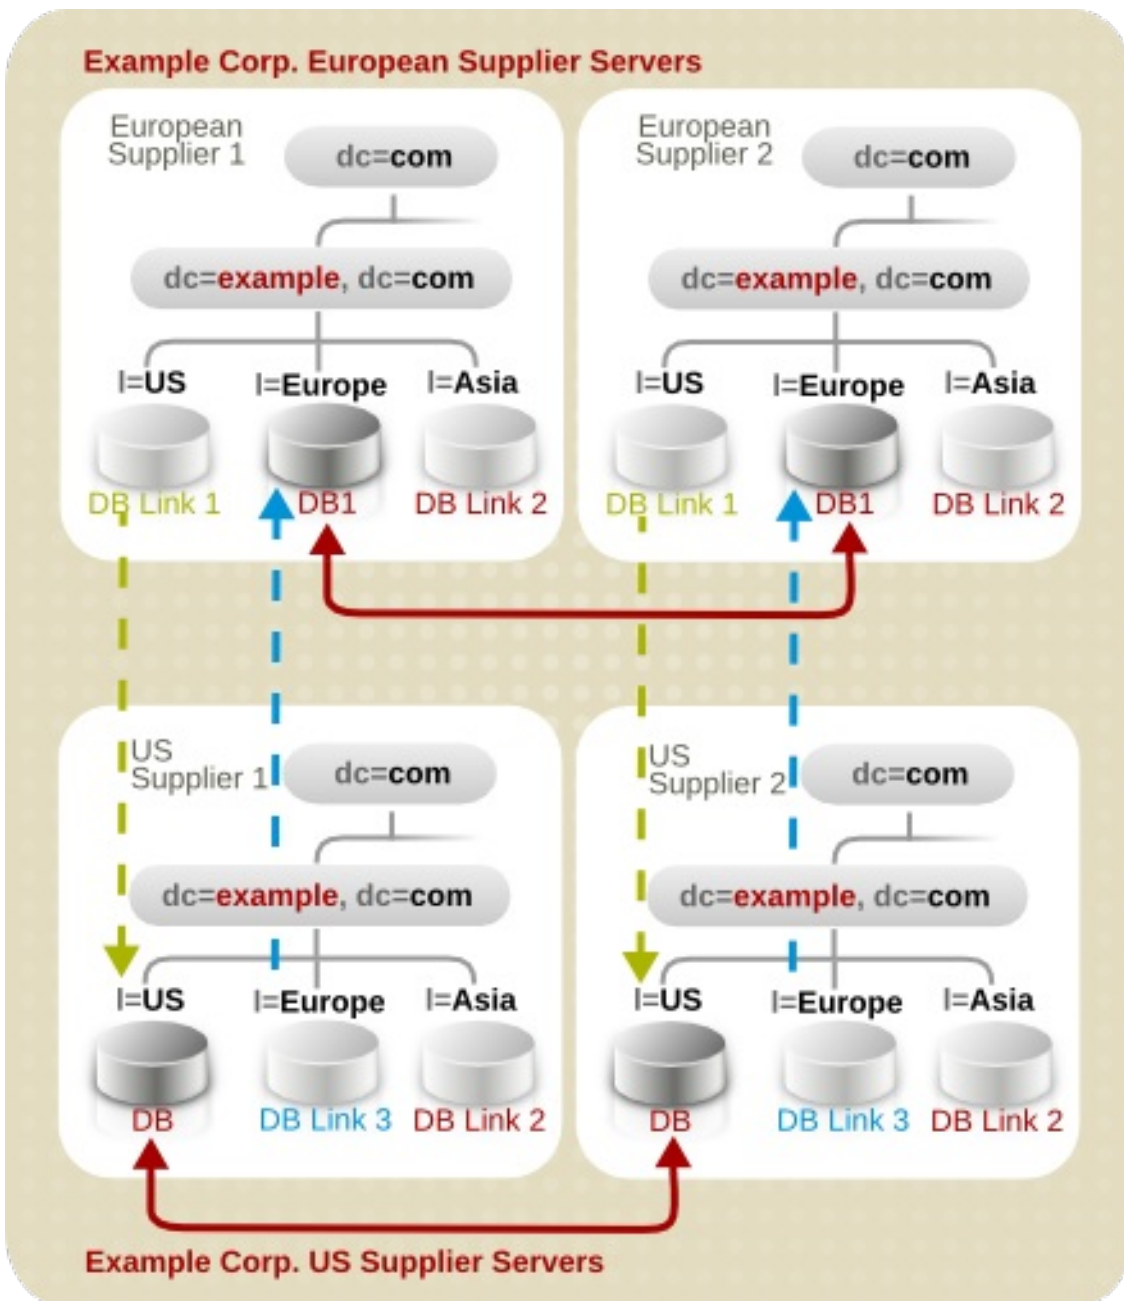 Example Corp. European Supplier Servers
European
Supplier 1
dc=com
dc=example, dc=com
l=US
l=Europe
l=Asia
DB Link 1
DB1
DB Link 2
European
Supplier 2
dc=com
dc=example, dc=com
l=US
l=Europe
l=Asia
DB Link 1
DB1
DB Link 2
US
Supplier 1
dc=com
dc=example, dc=com
l=US
l=Europe
l=Asia
DB
DB Link 3
DB Link 2
US
Supplier 2
dc=com
dc=example, dc=com
l=US
l=Europe
l=Asia
DB
DB Link 3
DB Link 2
Example Corp. US Supplier Servers